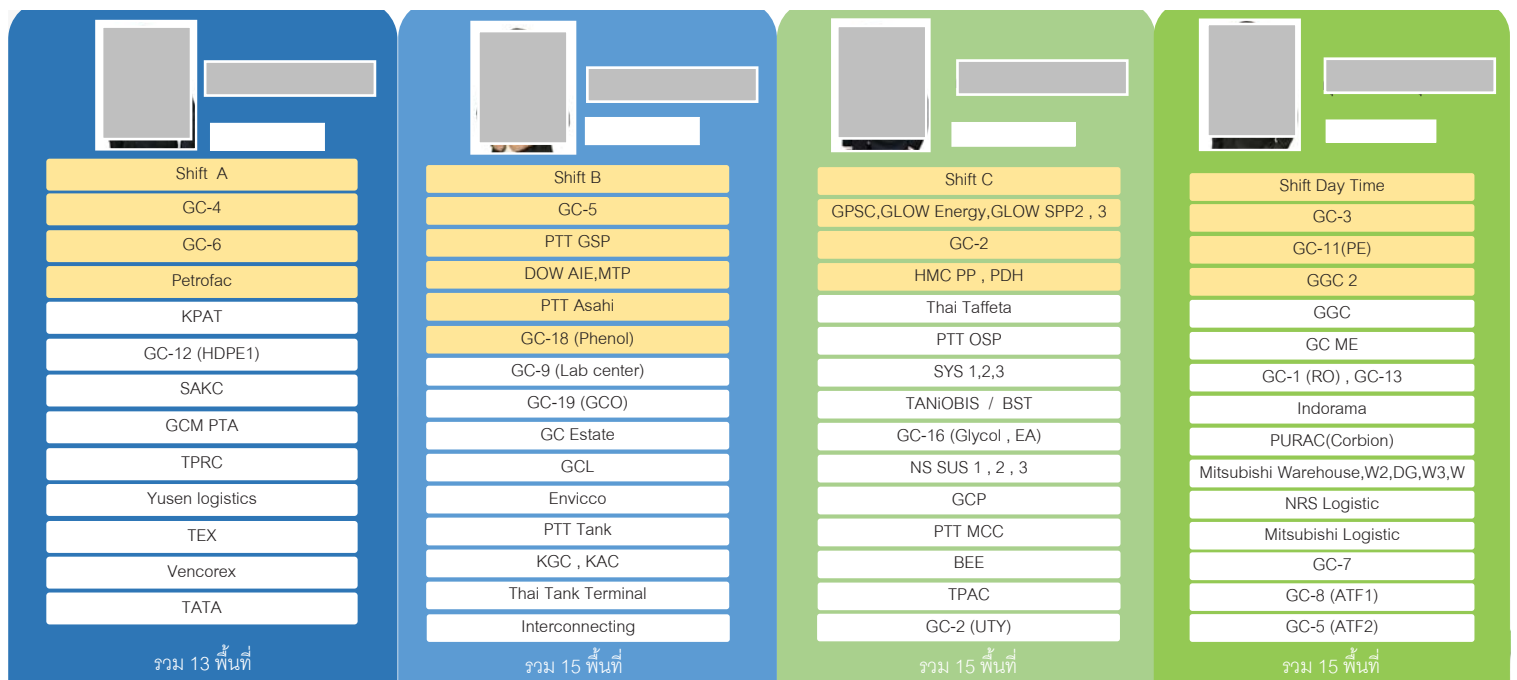 Shift A
GC-4
GC-6
Petrofac
KPAT
GC-12 (HDPE1)
SAKC
GCM PTA
TPRC
Yusen logistics
TEX
Vencorex
TATA
รวม 13 พื้นที่
Shift B
GC-5
PTT GSP
DOW AIE,MTP
PTT Asahi
GC-18 (Phenol)
GC-9 (Lab center)
GC-19 (GCO)
GC Estate
GCL
Envicco
PTT Tank
KGC , KAC
Thai Tank Terminal
Interconnecting
รวม 15 พื้นที่
Shift C
GPSC,GLOW Energy,GLOW SPP2 , 3
GC-2
HMC PP , PDH
Thai Taffeta
PTT OSP
SYS 1,2,3
TANiOBIS / BST
GC-16 (Glycol , EA)
NS SUS 1 , 2 , 3
GCP
PTT MCC
BEE
TPAC
GC-2 (UTY)
รวม 15 พื้นที่
Shift Day Time
GC-3
GC-11(PE)
GGC 2
GGC
GC ME
GC-1 (RO) , GC-13
Indorama
PURAC(Corbion)
Mitsubishi Warehouse,W2,DG,W3,W
NRS Logistic
Mitsubishi Logistic
GC-7
GC-8 (ATF1)
GC-5 (ATF2)
รวม 15 พื้นที่